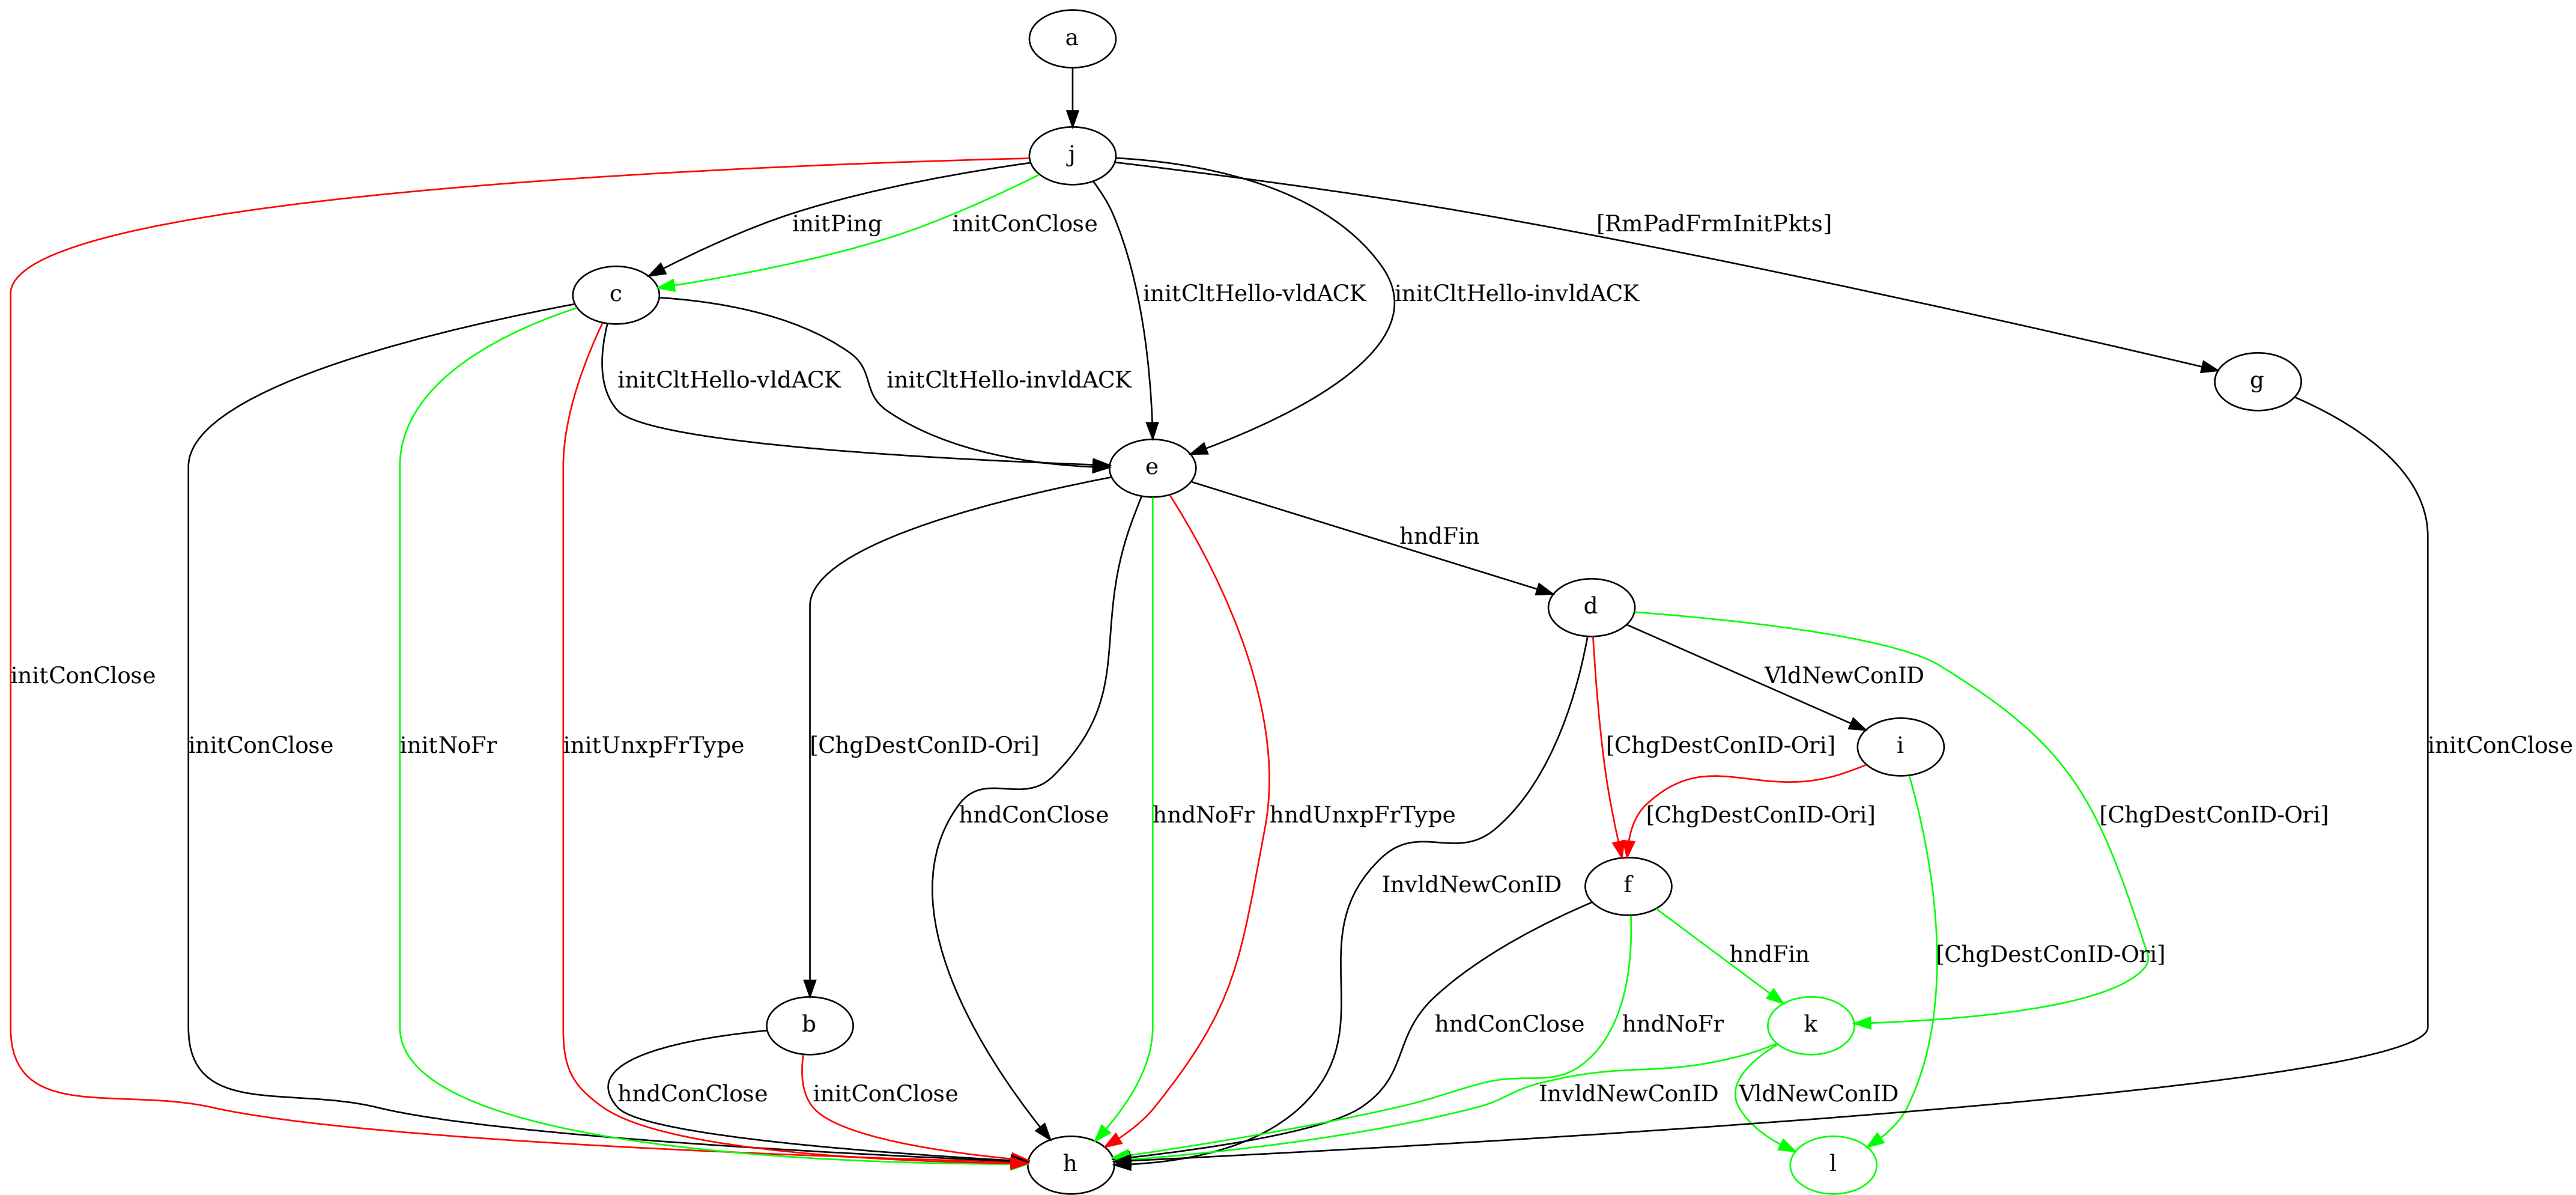 a
j
initPing
initConClose
[RmPadFrmInitPkts]
c
initCltHello-vldACK
initCltHello-invldACK
initCltHello-vldACK
initCltHello-invldACK
g
e
hndFin
d
initConClose
VldNewConID
initConClose
initNoFr
initUnxpFrType
[ChgDestConID-Ori]
[ChgDestConID-Ori]
i
initConClose
hndConClose
hndNoFr
hndUnxpFrType
[ChgDestConID-Ori]
[ChgDestConID-Ori]
InvldNewConID
f
hndFin
[ChgDestConID-Ori]
b
hndConClose
hndNoFr
k
hndConClose
initConClose
InvldNewConID
VldNewConID
h
l